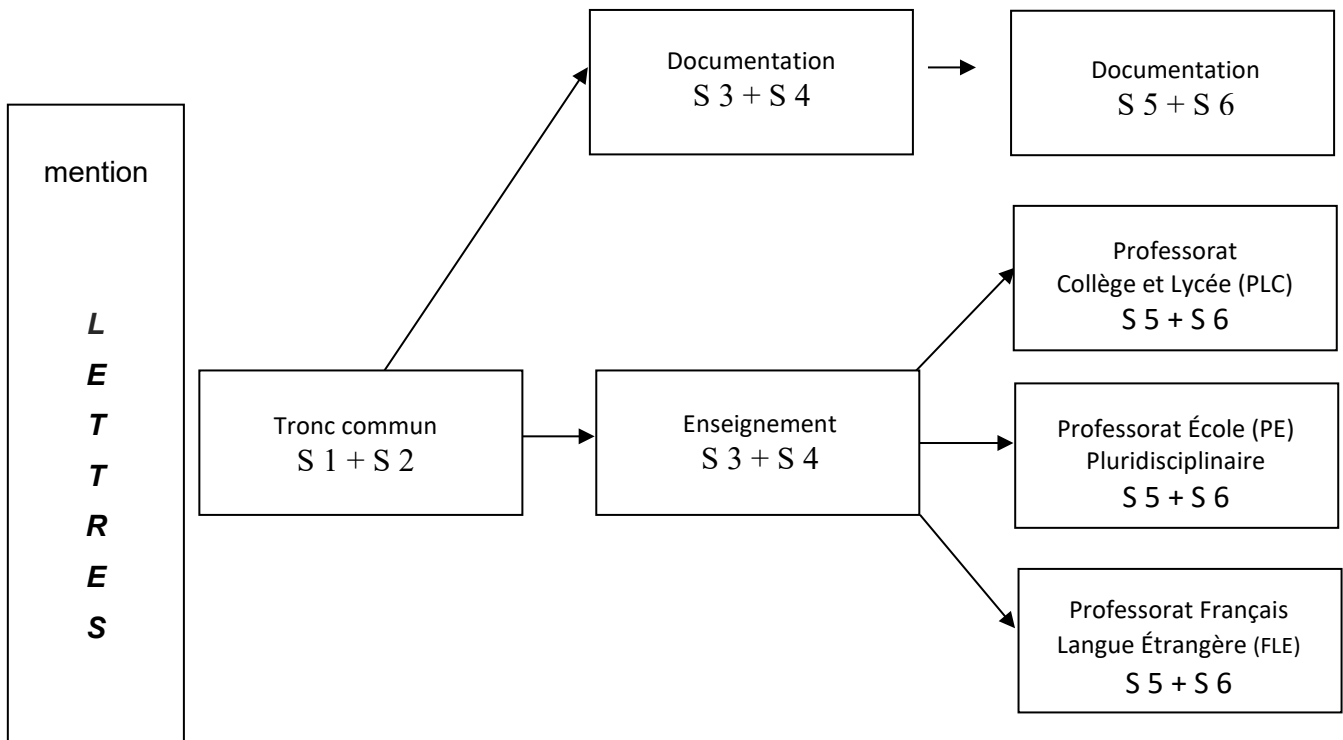 mention
L
E
T
T
R
E
S
Tronc commun
S 1 + S 2
Documentation
S 3 + S 4
Documentation
S 5 + S 6
Enseignement
S 3 + S 4
Professorat
Collège et Lycée (PLC)
S 5 + S 6
Professorat École (PE)
Pluridisciplinaire
S 5 + S 6
Professorat Français
Langue Étrangère (FLE)
S 5 + S 6